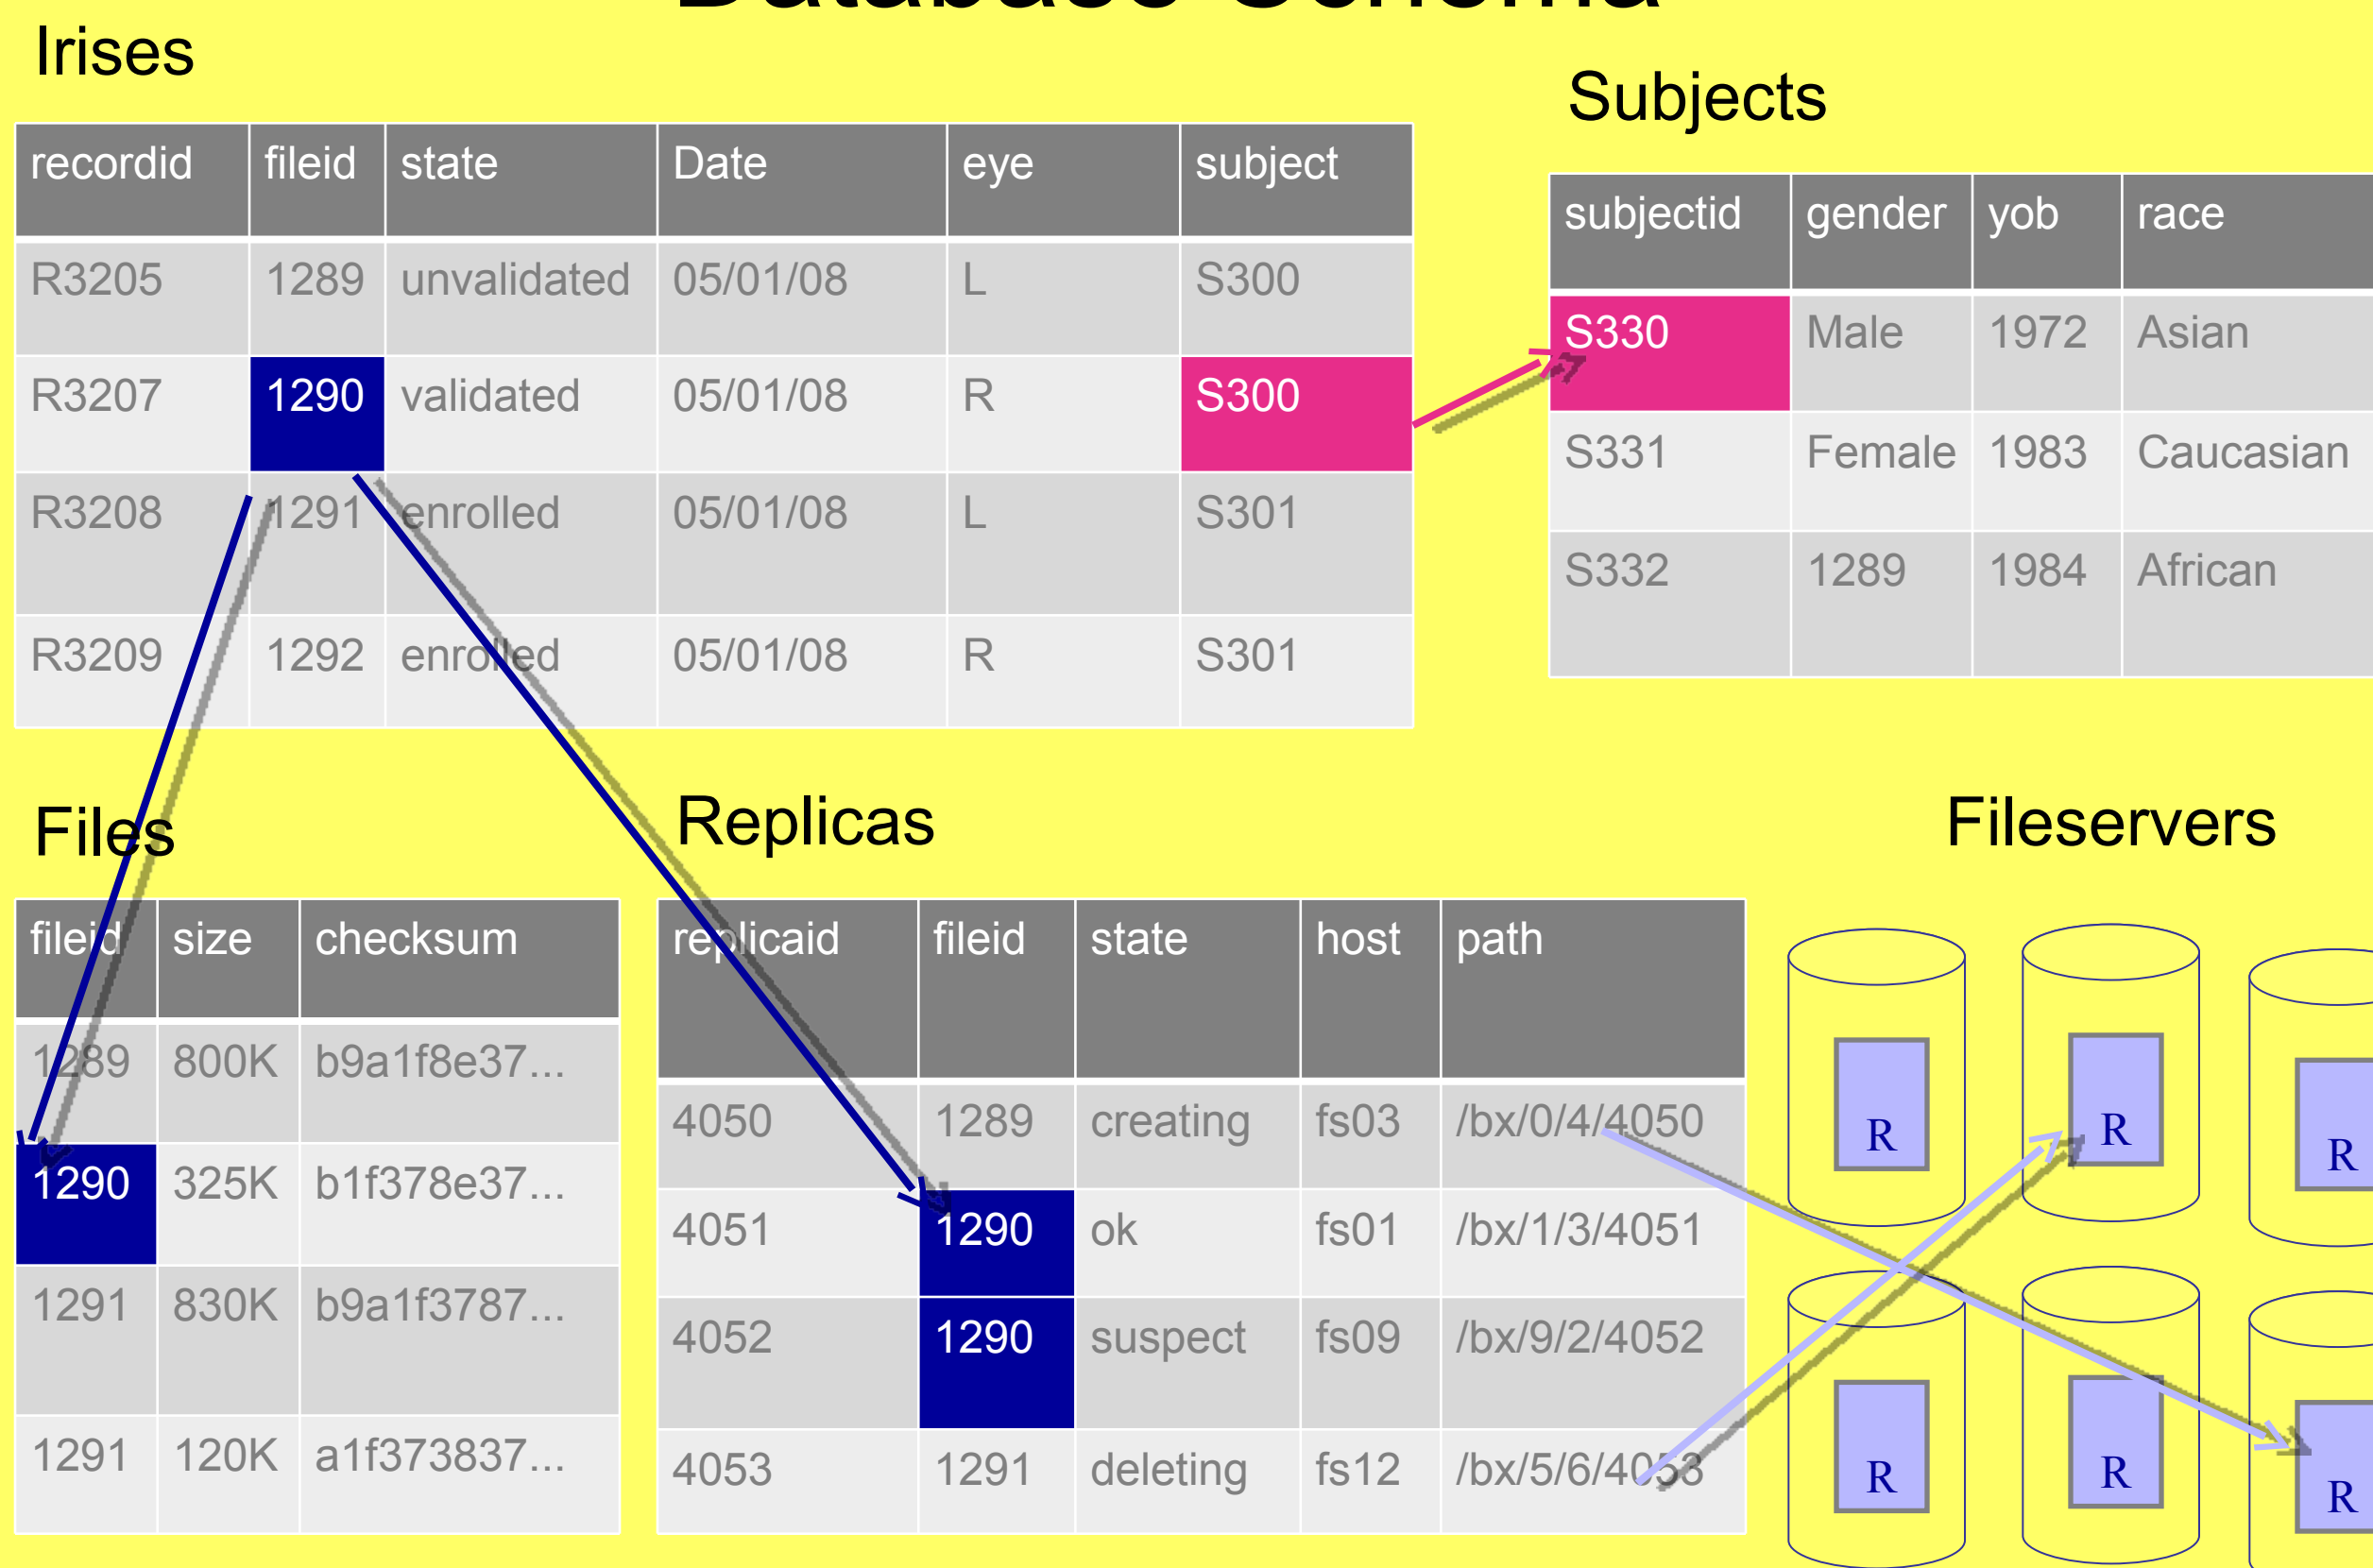 Database Schema
Irises
Subjects
recordid fileid state Date eye subject
R3205 1289 unvalidated 05/01/08 L S300
R3207 1290 validated 05/01/08 R S300
R3208 1291 enrolled 05/01/08 L S301
R3209 1292 enrolled 05/01/08 R S301
subjectid gender yob race
S330 Male 1972 Asian
S331 Female 1983 Caucasian
S332 1289 1984 African
Files
Replicas
Fileservers
fileid size checksum
1289 800K b9a1f8e37...
1290 325K b1f378e37...
1291 830K b9a1f3787...
1291 120K a1f373837...
replicaid fileid state host path
4050 1289 creating fs03 /bx/0/4/4050
4051 1290 ok fs01 /bx/1/3/4051
4052 1290 suspect fs09 /bx/9/2/4052
4053 1291 deleting fs12 /bx/5/6/4053
R R R
R R R